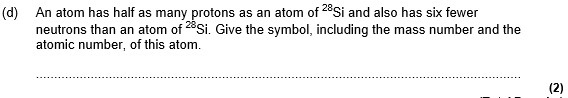 (d) An atom has half as many protons as an atom of ²⁸Si and also has six fewer
neutrons than an atom of ²⁸Si. Give the symbol, including the mass number and the
atomic number, of this atom.
(2)